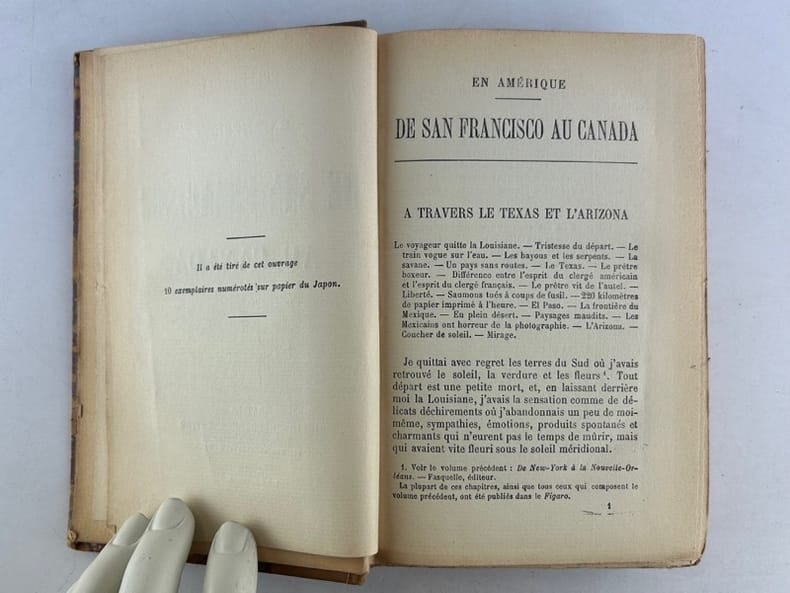 Il a été tiré de cet ouvrage
10 exemplaires numérotés sur papier du Japon.
EN AMÉRIQUE
DE SAN FRANCISCO AU CANADA
A TRAVERS LE TEXAS ET L'ARIZONA
Le voyageur quitte la Louisiane. — Tristesse du départ. — Le
train vogue sur l'eau. — Les bayous et les serpents. — La
savane. — Un pays sans routes. — Le Texas. — Le prêtre
boxeur. — Différence entre l'esprit du clergé américain
et l'esprit du clergé français. — Le prêtre vit de l'autel. —
Liberté. — Saumons tués à coups de fusil. — 220 kilomètres
de papier imprimé à l'heure. — El Paso. — La frontière du
Mexique. — En plein désert. — Paysages maudits. — Les
Mexicains ont horreur de la photographie. — L'Arizona. —
Coucher de soleil. — Mirage.
Je quittai avec regret les terres du Sud où j'avais
retrouvé le soleil, la verdure et les fleurs¹. Tout
départ est une petite mort, et, en laissant derrière
moi la Louisiane, j'avais la sensation comme de dé-
licats déchirements où j'abandonnais un peu de moi-
même, sympathies, émotions, produits spontanés et
charmants qui n'eurent pas le temps de mûrir, mais
qui avaient vite fleuri sous le soleil méridional.
1. Voir le volume précédent : De New-York à la Nouvelle-Or-
léans. — Fasquelle, éditeur.
La plupart de ces chapitres, ainsi que tous ceux qui composent le
volume précédent, ont été publiés dans le Figaro.
1